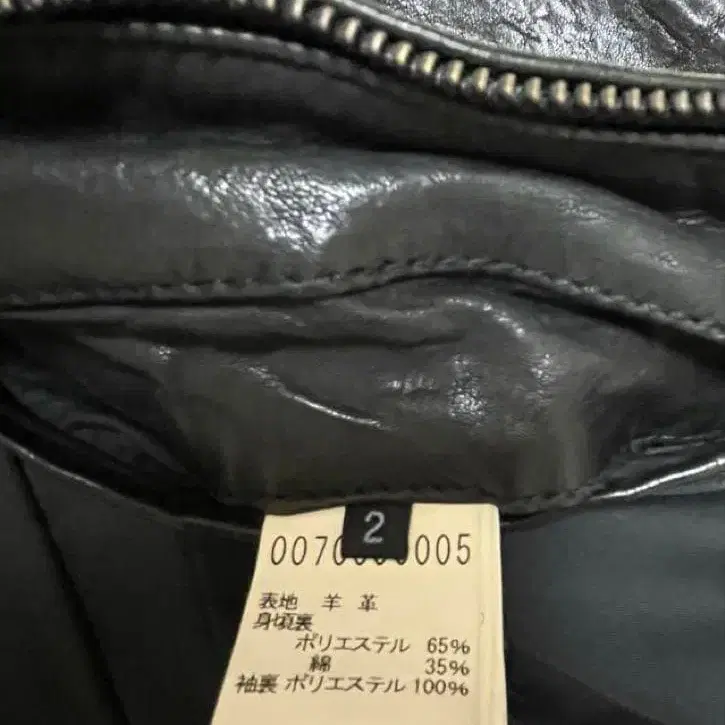 2
表地 羊革
身頃裏
ポリエステル 65%
綿 35%
袖裏 ポリエステル 100%